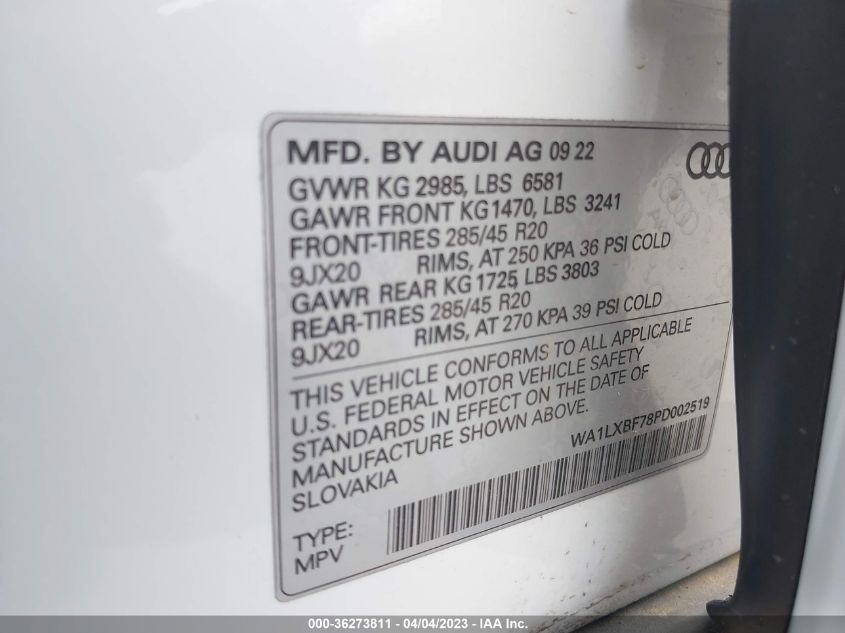 MFD. BY AUDI AG 09 22
GVWR KG 2985, LBS 6581
GAWR FRONT KG1470, LBS 3241
FRONT-TIRES 285/45 R20
9JX20 RIMS, AT 250 KPA 36 PSI COLD
GAWR REAR KG 1725, LBS 3803
REAR-TIRES 285/45 R20
9JX20 RIMS, AT 270 KPA 39 PSI COLD
THIS VEHICLE CONFORMS TO ALL APPLICABLE
U.S. FEDERAL MOTOR VEHICLE SAFETY
STANDARDS IN EFFECT ON THE DATE OF
MANUFACTURE SHOWN ABOVE.
SLOVAKIA
WA1LXBF78PD002519
TYPE:
MPV
000-36273811 - 04/04/2023 - IAA Inc.